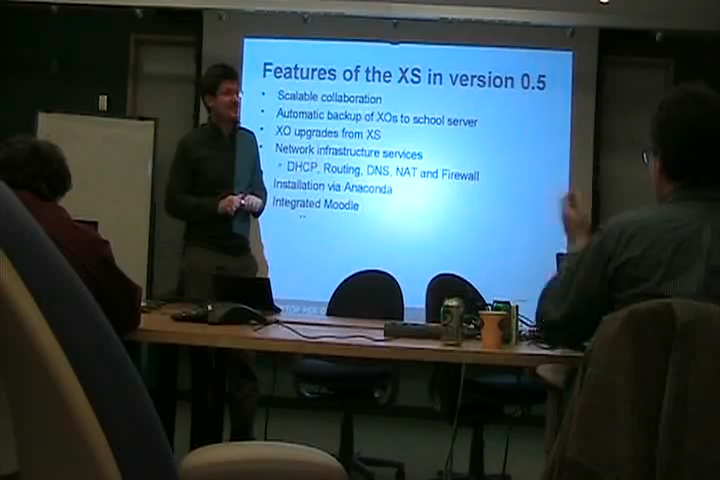 Features of the XS in version 0.5
Scalable collaboration
Automatic backup of XOs to school server
XO upgrades from XS
Network infrastructure services
DHCP, Routing, DNS, NAT and Firewall
Installation via Anaconda
Integrated Moodle